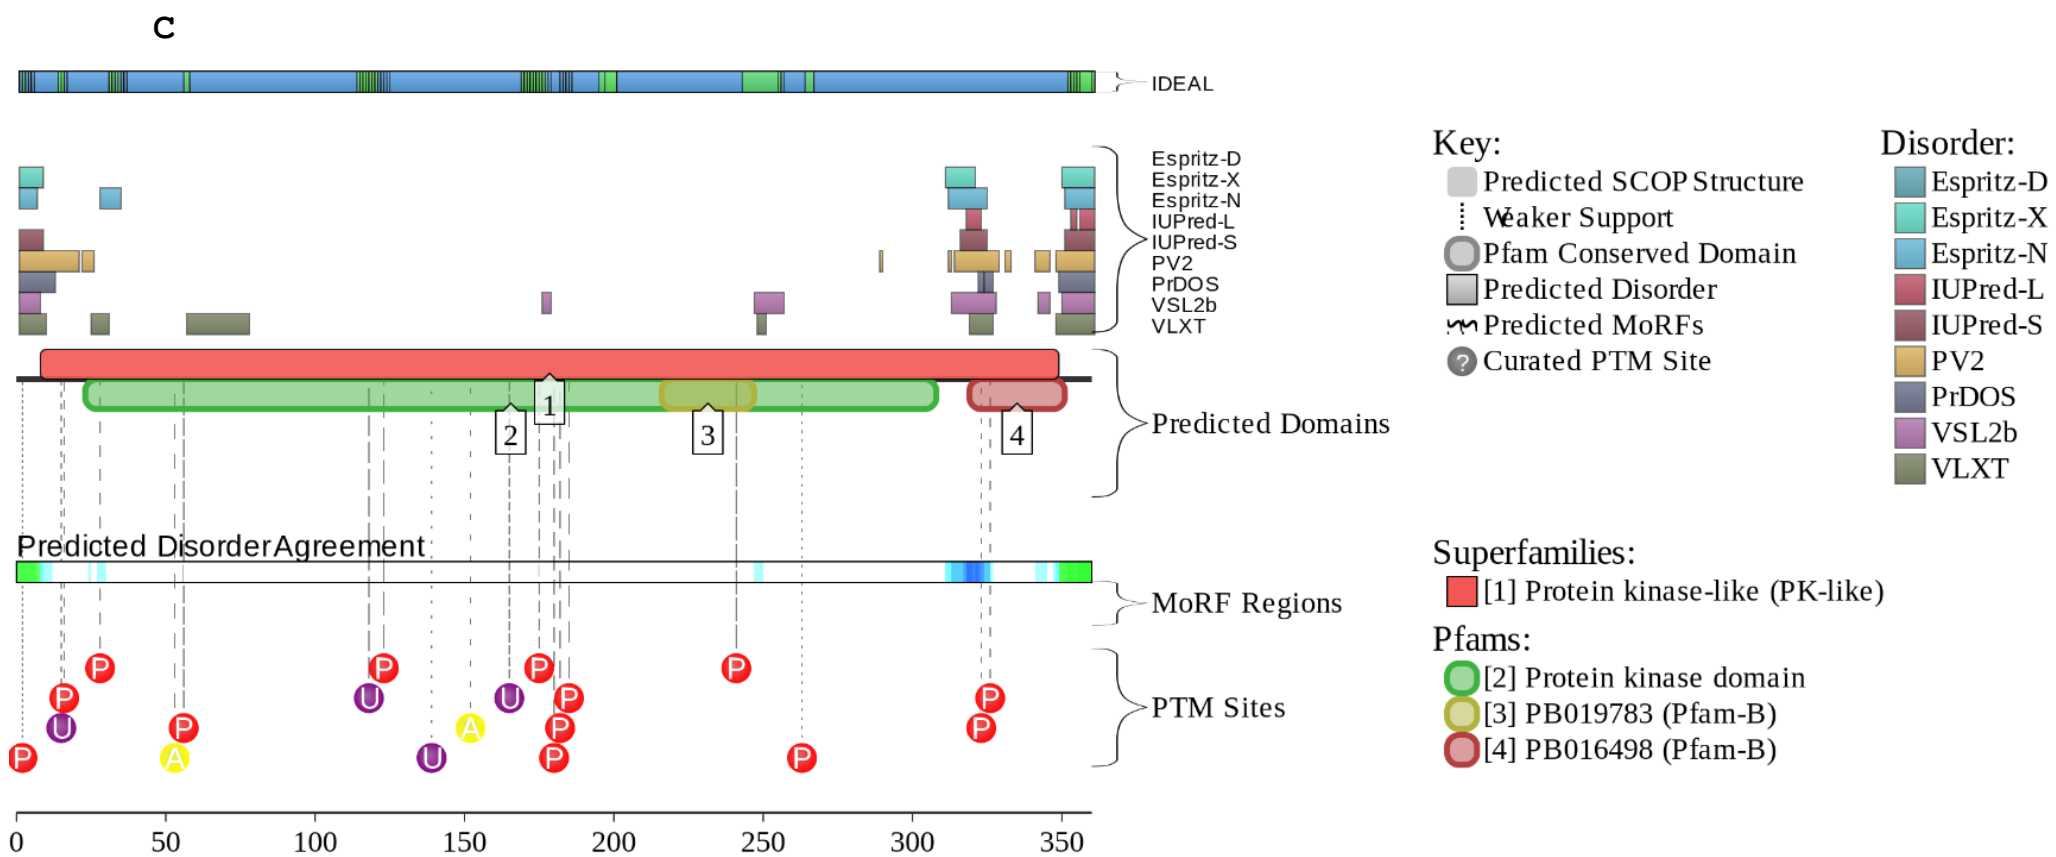 C
IDEAL
Espritz-D
Espritz-X
Espritz-N
IUPred-L
IUPred-S
PV2
PrDOS
VSL2b
VLXT
1
2
3
4
Predicted Domains
Predicted Disorder Agreement
MoRF Regions
P P P P P
P U U P P
U P A P P
P A U P P
PTM Sites
0 50 100 150 200 250 300 350
Key:
Predicted SCOP Structure
Weaker Support
Pfam Conserved Domain
Predicted Disorder
Predicted MoRFs
? Curated PTM Site
Disorder:
Espritz-D
Espritz-X
Espritz-N
IUPred-L
IUPred-S
PV2
PrDOS
VSL2b
VLXT
Superfamilies:
[1] Protein kinase-like (PK-like)
Pfams:
[2] Protein kinase domain
[3] PB019783 (Pfam-B)
[4] PB016498 (Pfam-B)